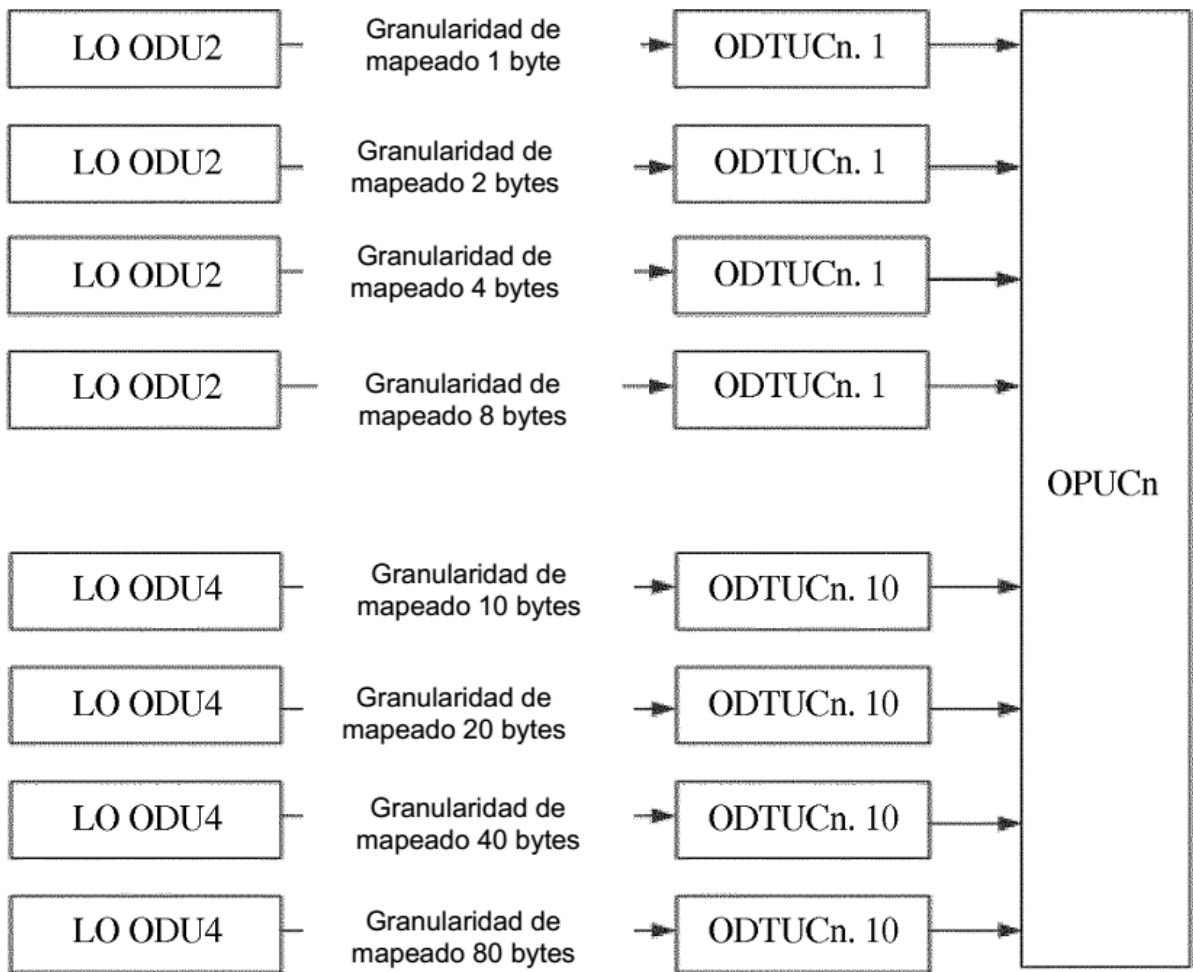 LO ODU2 Granularidad de mapeado 1 byte ODTUCn. 1
LO ODU2 Granularidad de mapeado 2 bytes ODTUCn. 1
LO ODU2 Granularidad de mapeado 4 bytes ODTUCn. 1
LO ODU2 Granularidad de mapeado 8 bytes ODTUCn. 1
OPUCn
LO ODU4 Granularidad de mapeado 10 bytes ODTUCn. 10
LO ODU4 Granularidad de mapeado 20 bytes ODTUCn. 10
LO ODU4 Granularidad de mapeado 40 bytes ODTUCn. 10
LO ODU4 Granularidad de mapeado 80 bytes ODTUCn. 10